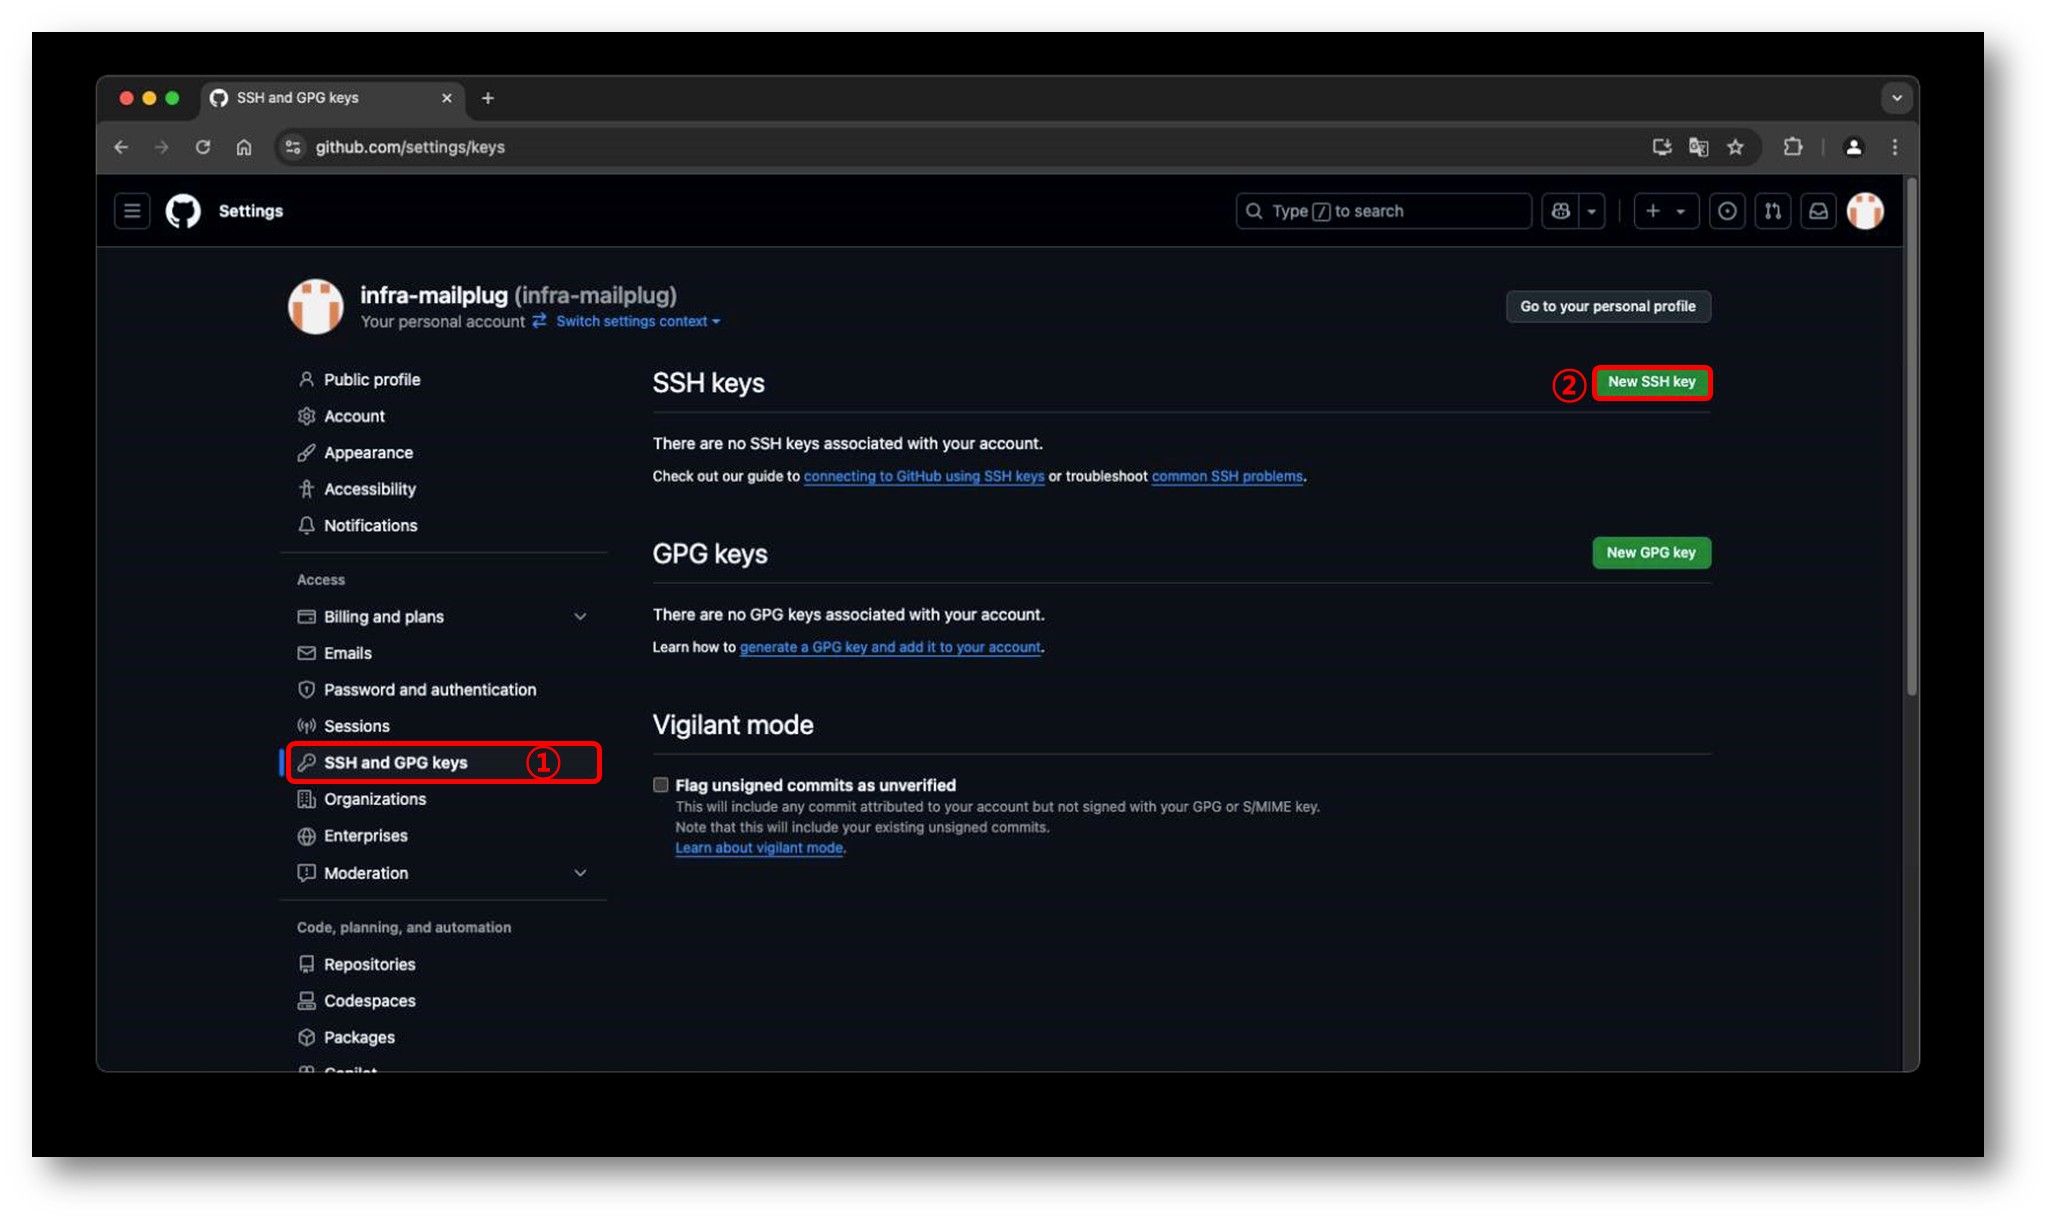 SSH and GPG keys
github.com/settings/keys
Settings
Type / to search
infra-mailplug (infra-mailplug)
Your personal account Switch settings context
Go to your personal profile
Public profile
Account
Appearance
Accessibility
Notifications
Access
Billing and plans
Emails
Password and authentication
Sessions
SSH and GPG keys ①
Organizations
Enterprises
Moderation
Code, planning, and automation
Repositories
Codespaces
Packages
Copilot
SSH keys
② New SSH key
There are no SSH keys associated with your account.
Check out our guide to connecting to GitHub using SSH keys or troubleshoot common SSH problems.
GPG keys
New GPG key
There are no GPG keys associated with your account.
Learn how to generate a GPG key and add it to your account.
Vigilant mode
Flag unsigned commits as unverified
This will include any commit attributed to your account but not signed with your GPG or S/MIME key.
Note that this will include your existing unsigned commits.
Learn about vigilant mode.